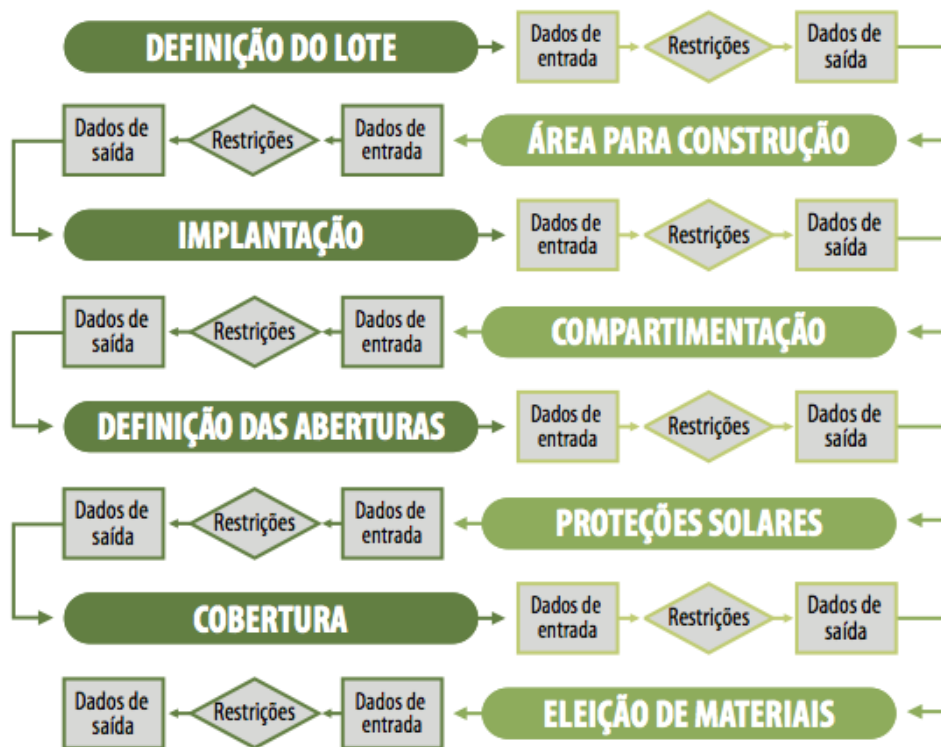 DEFINIÇÃO DO LOTE
Dados de
entrada
Restrições
Dados de
saída
ÁREA PARA CONSTRUÇÃO
Dados de
entrada
Restrições
Dados de
saída
IMPLANTAÇÃO
Dados de
entrada
Restrições
Dados de
saída
COMPARTIMENTAÇÃO
Dados de
entrada
Restrições
Dados de
saída
DEFINIÇÃO DAS ABERTURAS
Dados de
entrada
Restrições
Dados de
saída
PROTEÇÕES SOLARES
Dados de
entrada
Restrições
Dados de
saída
COBERTURA
Dados de
entrada
Restrições
Dados de
saída
ELEIÇÃO DE MATERIAIS
Dados de
entrada
Restrições
Dados de
saída